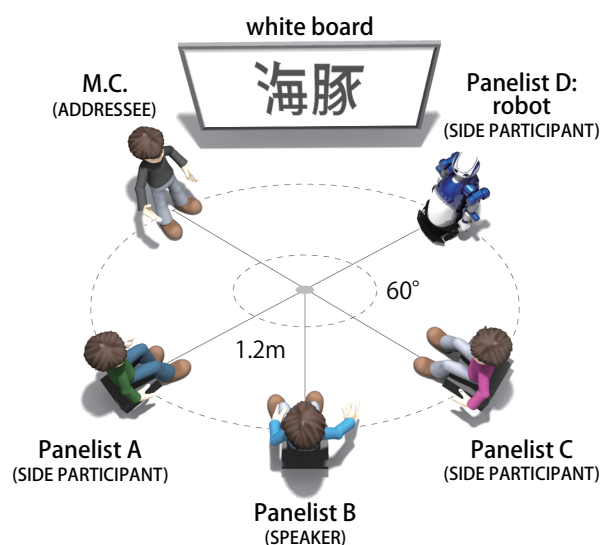 white board
海豚
M.C.
(ADDRESSEE)
Panelist D:
robot
(SIDE PARTICIPANT)
60°
1.2m
Panelist A
(SIDE PARTICIPANT)
Panelist B
(SPEAKER)
Panelist C
(SIDE PARTICIPANT)